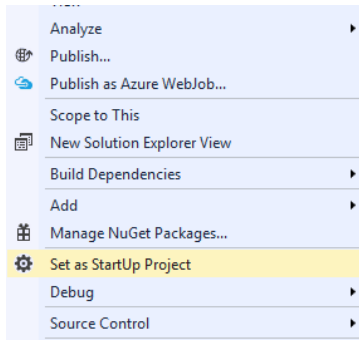 Analyze
Publish...
Publish as Azure WebJob...
Scope to This
New Solution Explorer View
Build Dependencies
Add
Manage NuGet Packages...
Set as StartUp Project
Debug
Source Control